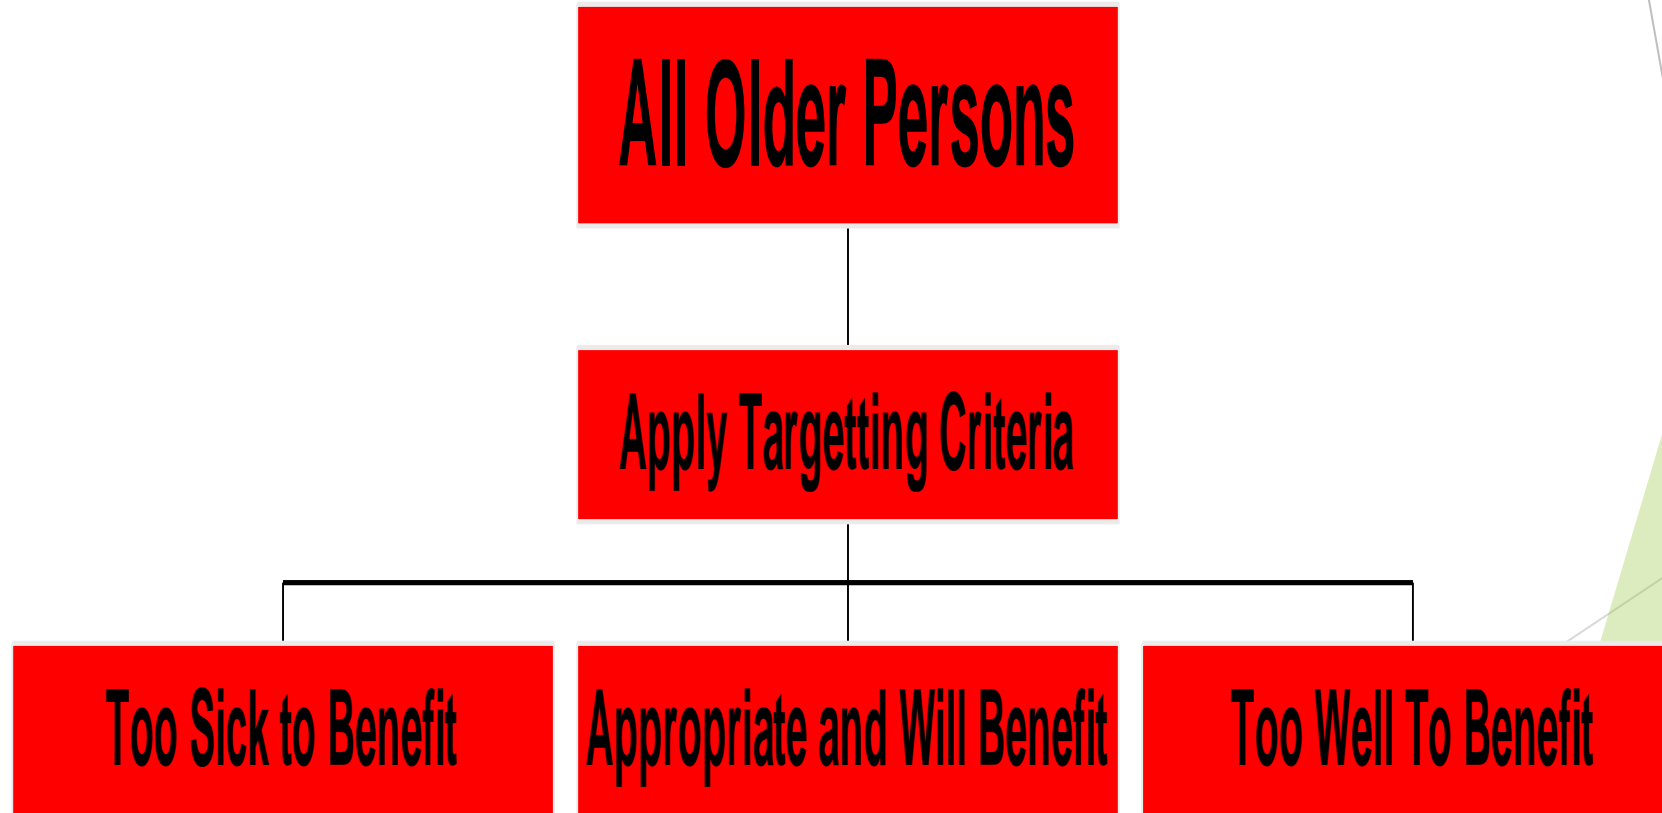 All Older Persons
Apply Targetting Criteria
Too Sick to Benefit
Appropriate and Will Benefit
Too Well To Benefit